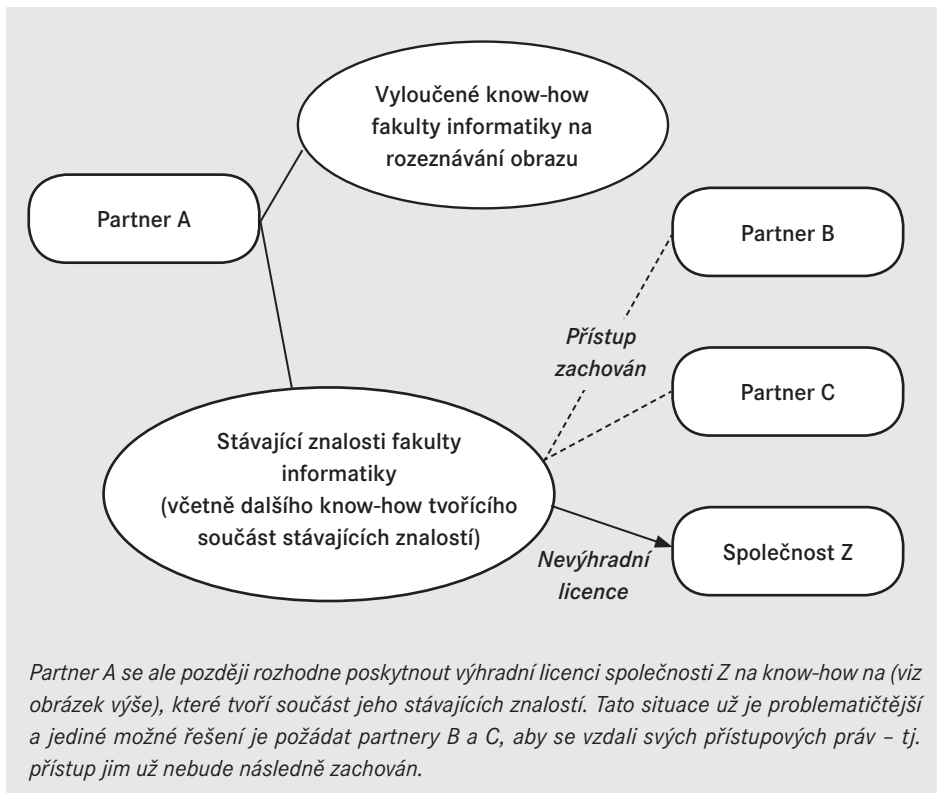 Vyloučené know-how
fakulty informatiky na
rozeznávání obrazu
Partner A
Partner B
Přístup
zachován
Partner C
Stávající znalosti fakulty
informatiky
(včetně dalšího know-how tvořícího
součást stávajících znalostí)
Nevýhradní
licence
Společnost Z
Partner A se ale později rozhodne poskytnout výhradní licenci společnosti Z na know-how na (viz
obrázek výše), které tvoří součást jeho stávajících znalostí. Tato situace už je problematičtější
a jediné možné řešení je požádat partnery B a C, aby se vzdali svých přístupových práv – tj.
přístup jim už nebude následně zachován.